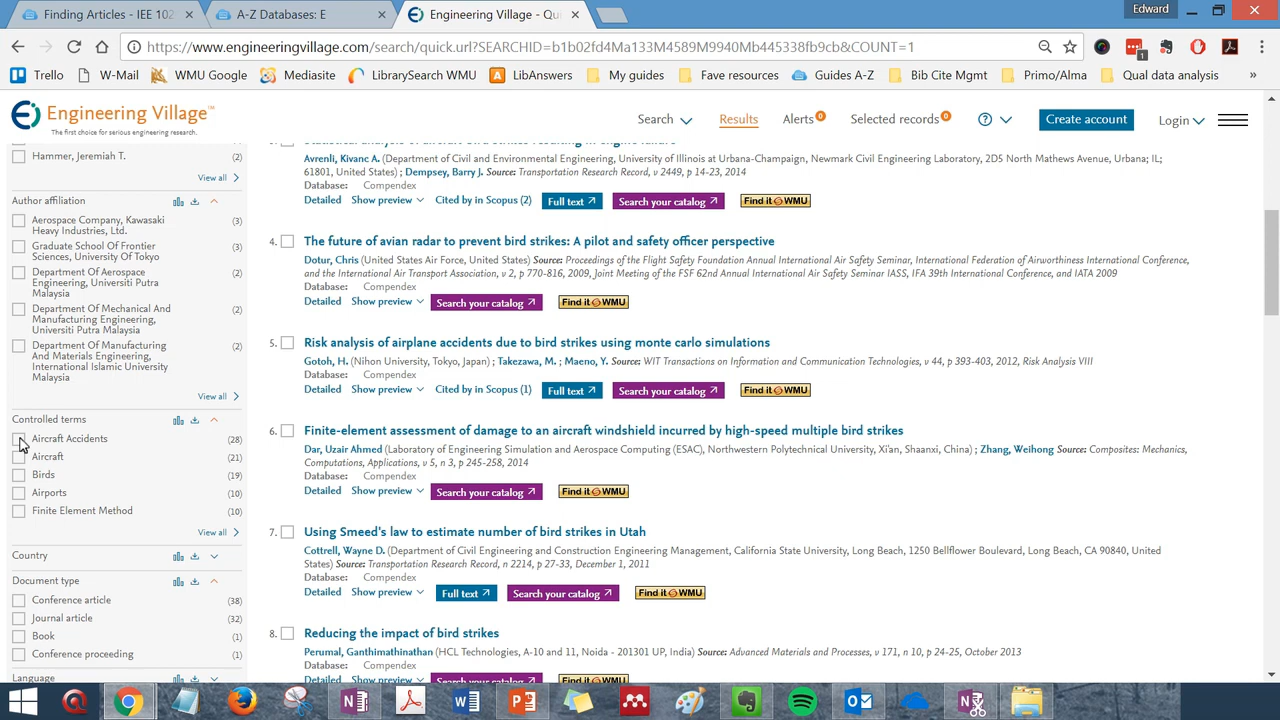 Finding Articles - IEE 102
A-Z Databases: E
Engineering Village - Qu
Edward
https://www.engineeringvillage.com/search/quick.url?SEARCHID=b1b02fd4Ma133M4589M9940Mb445338fb9cb&COUNT=1
1
Trello
W-Mail
WMU Google
Mediasite
LibrarySearch WMU
LibAnswers
My guides
Fave resources
Guides A-Z
Bib Cite Mgmt
Primo/Alma
Qual data analysis
»
Engineering Village™
The first choice for serious engineering research.
Search
Results
Alerts 0
Selected records 0
Create account
Login
Hammer, Jeremiah T. (2)
View all
Author affiliation
Aerospace Company, Kawasaki (3)
Heavy Industries, Ltd.
Graduate School Of Frontier (3)
Sciences, University Of Tokyo
Department Of Aerospace (2)
Engineering, Universiti Putra
Malaysia
Department Of Mechanical And (2)
Manufacturing Engineering,
Universiti Putra Malaysia
Department Of Manufacturing (2)
And Materials Engineering,
International Islamic University
Malaysia
View all
Controlled terms
Aircraft Accidents (28)
Aircraft (21)
Birds (19)
Airports (10)
Finite Element Method (10)
View all
Country
Document type
Conference article (38)
Journal article (32)
Book (1)
Conference proceeding (1)
Language
Avrenli, Kivanc A. (Department of Civil and Environmental Engineering, University of Illinois at Urbana-Champaign, Newmark Civil Engineering Laboratory, 2D5 North Mathews Avenue, Urbana; IL;
61801, United States) ; Dempsey, Barry J. Source: Transportation Research Record, v 2449, p 14-23, 2014
Database: Compendex
Detailed Show preview Cited by in Scopus (2) Full text Search your catalog Find it @ WMU
4. The future of avian radar to prevent bird strikes: A pilot and safety officer perspective
Dotur, Chris (United States Air Force, United States) Source: Proceedings of the Flight Safety Foundation Annual International Air Safety Seminar, International Federation of Airworthiness International Conference,
and the International Air Transport Association, v 2, p 770-816, 2009, Joint Meeting of the FSF 62nd Annual International Air Safety Seminar IASS, IFA 39th International Conference, and IATA 2009
Database: Compendex
Detailed Show preview Search your catalog Find it @ WMU
5. Risk analysis of airplane accidents due to bird strikes using monte carlo simulations
Gotoh, H. (Nihon University, Tokyo, Japan) ; Takezawa, M. ; Maeno, Y. Source: WIT Transactions on Information and Communication Technologies, v 44, p 393-403, 2012, Risk Analysis VIII
Database: Compendex
Detailed Show preview Cited by in Scopus (1) Full text Search your catalog Find it @ WMU
6. Finite-element assessment of damage to an aircraft windshield incurred by high-speed multiple bird strikes
Dar, Uzair Ahmed (Laboratory of Engineering Simulation and Aerospace Computing (ESAC), Northwestern Polytechnical University, Xi'an, Shaanxi, China) ; Zhang, Weihong Source: Composites: Mechanics,
Computations, Applications, v 5, n 3, p 245-258, 2014
Database: Compendex
Detailed Show preview Search your catalog Find it @ WMU
7. Using Smeed's law to estimate number of bird strikes in Utah
Cottrell, Wayne D. (Department of Civil Engineering and Construction Engineering Management, California State University, Long Beach, 1250 Bellflower Boulevard, Long Beach, CA 90840, United
States) Source: Transportation Research Record, n 2214, p 27-33, December 1, 2011
Database: Compendex
Detailed Show preview Full text Search your catalog Find it @ WMU
8. Reducing the impact of bird strikes
Perumal, Ganthimathinathan (HCL Technologies, A-10 and 11, Noida - 201301 UP, India) Source: Advanced Materials and Processes, v 171, n 10, p 24-25, October 2013
Database: Compendex
Detailed Show preview Search your catalog Find it @ WMU